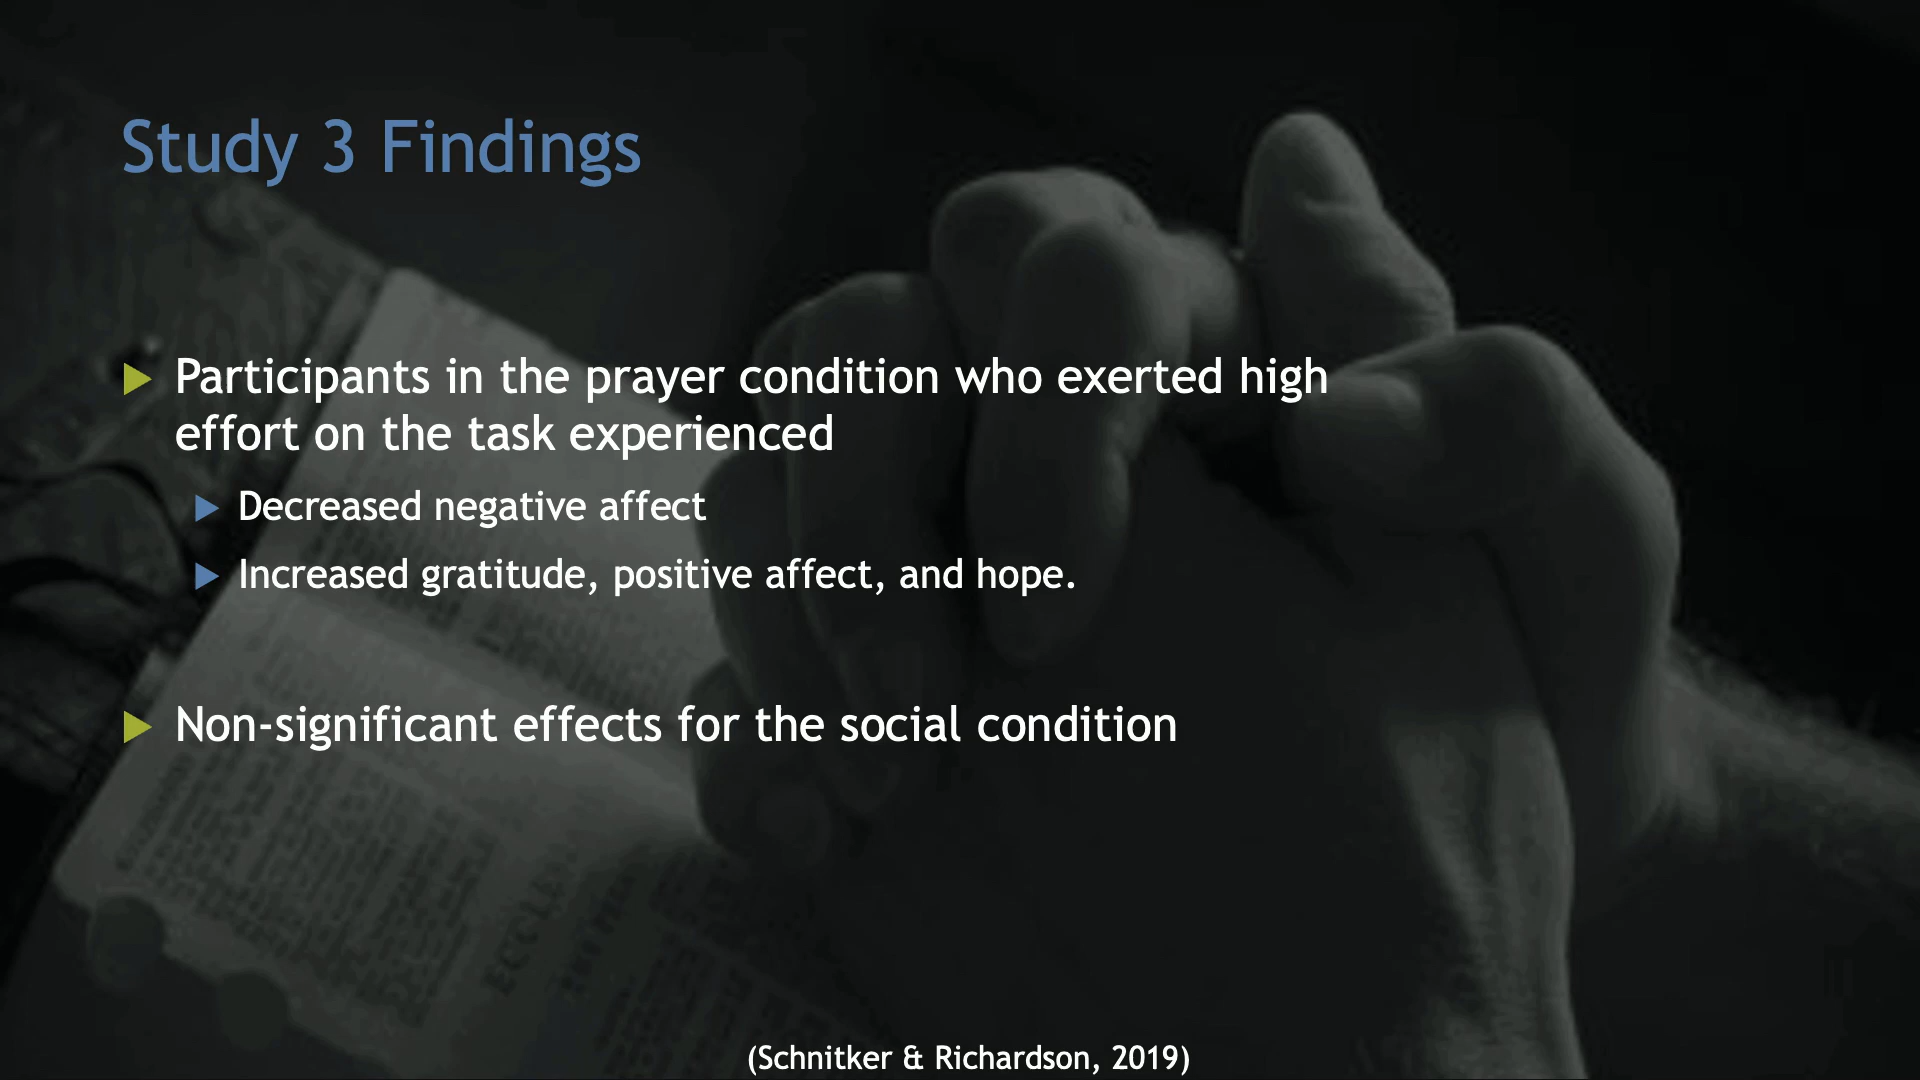 Study 3 Findings
Participants in the prayer condition who exerted high
effort on the task experienced
Decreased negative affect
Increased gratitude, positive affect, and hope.
Non-significant effects for the social condition
(Schnitker & Richardson, 2019)